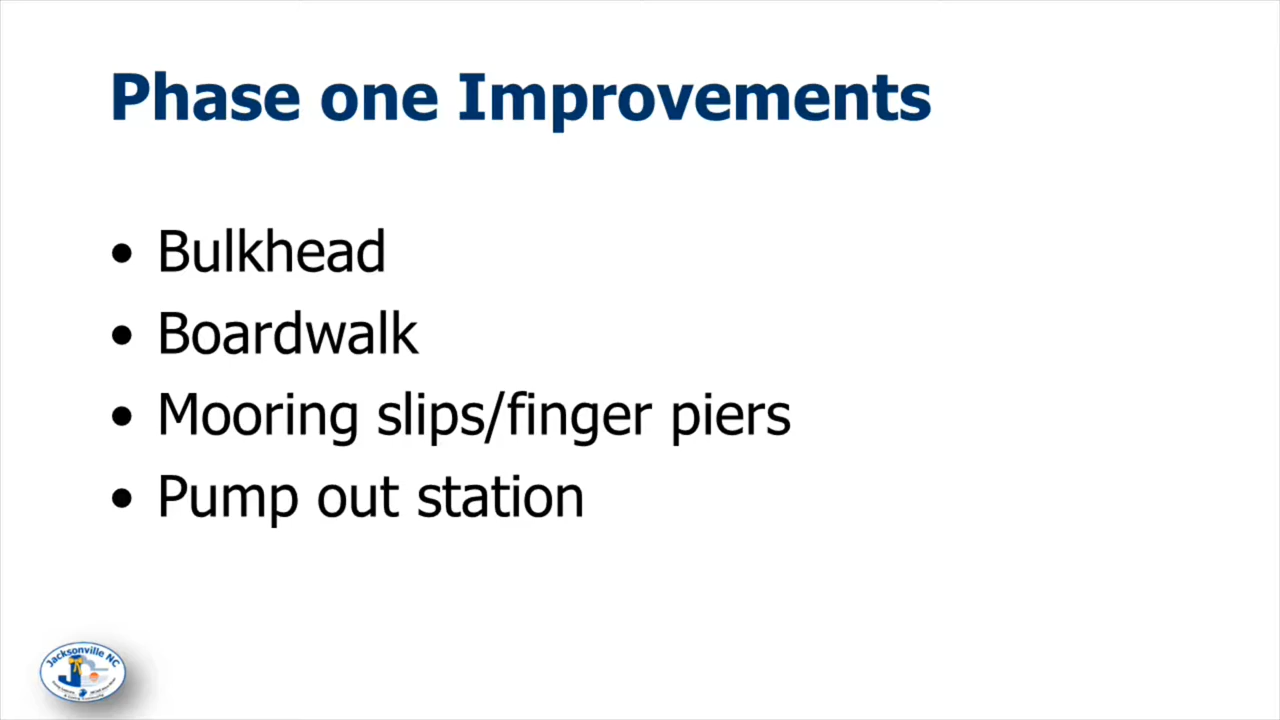 Phase one Improvements
• Bulkhead
• Boardwalk
• Mooring slips/finger piers
• Pump out station
Jacksonville NC